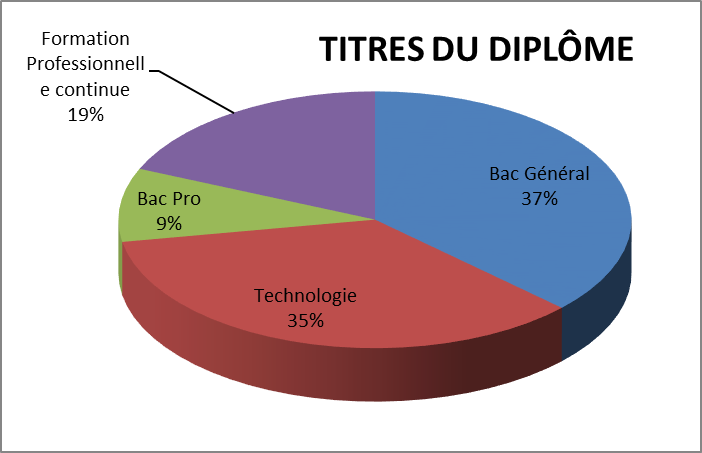 TITRES DU DIPLÔME
Formation
Professionnell
e continue
19%
Bac Général
37%
Bac Pro
9%
Technologie
35%